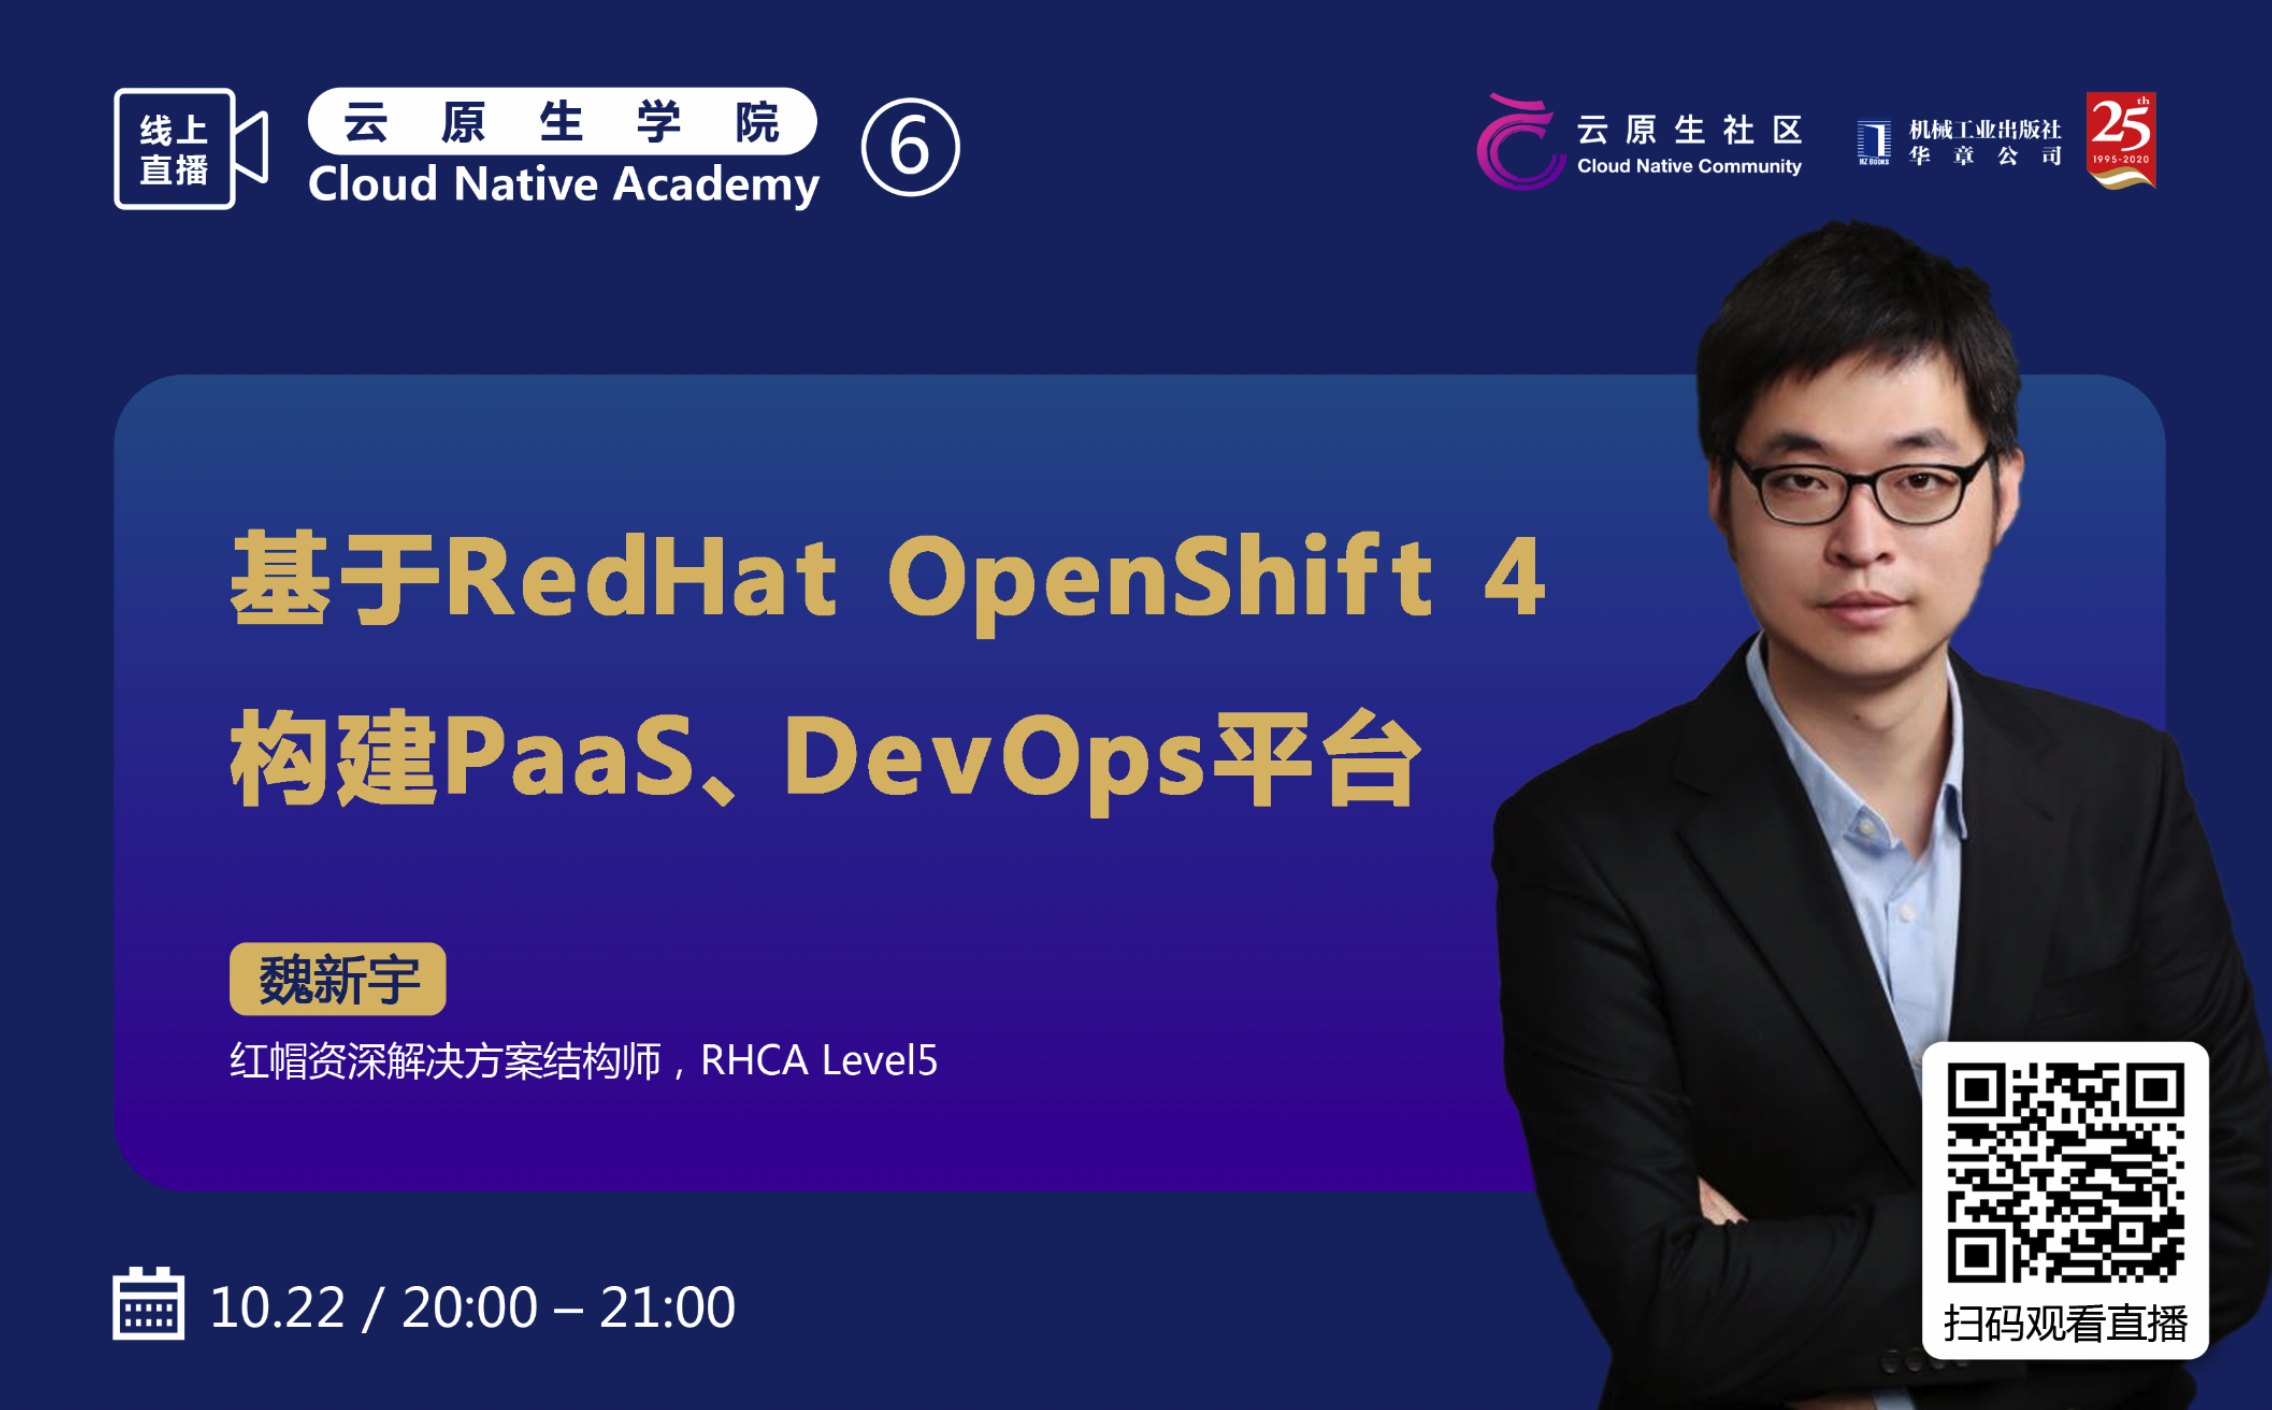 线上
直播
云原生学院
Cloud Native Academy
⑥
云原生社区
Cloud Native Community
HZ BOOKS
机械工业出版社
华章公司
25th
1995-2020
基于RedHat OpenShift 4
构建PaaS、DevOps平台
魏新宇
红帽资深解决方案结构师，RHCA Level5
10.22 / 20:00 – 21:00
扫码观看直播